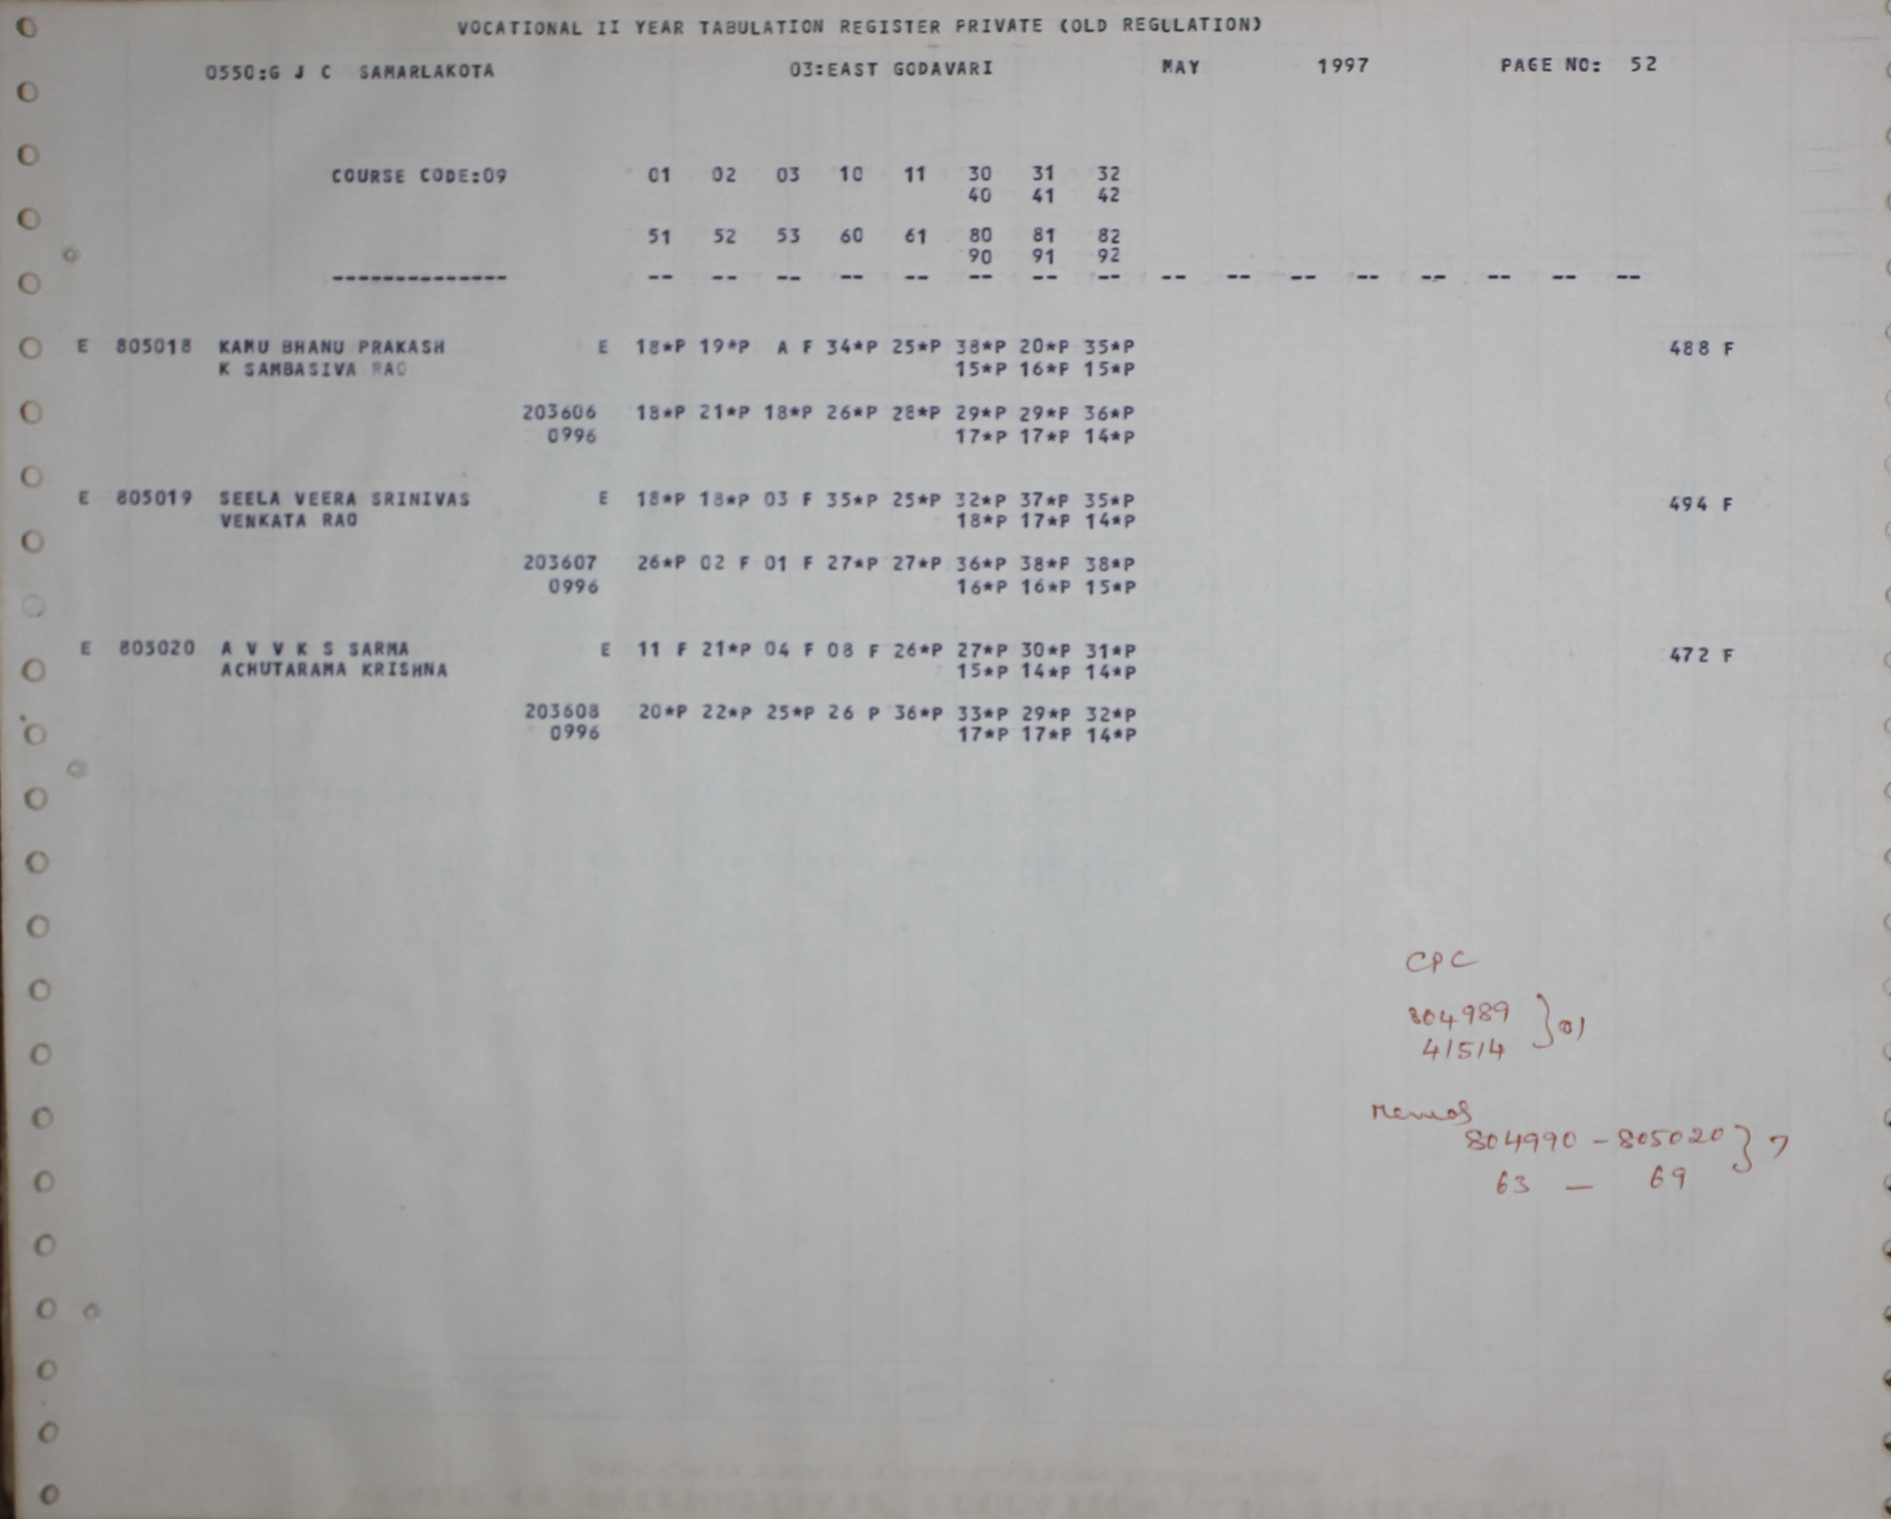 VOCATIONAL II YEAR TABULATION REGISTER PRIVATE (OLD REGULATION)
0550:G J C SAMARLAKOTA 03:EAST GODAVARI MAY 1997 PAGE NO: 52
COURSE CODE:09 01 02 03 10 11 30 31 32
40 41 42
51 52 53 60 61 80 81 82
90 91 92
-------------- -- -- -- -- -- -- -- -- -- -- -- -- -- -- -- --
E 805018 KAMU BHANU PRAKASH E 18*P 19*P A F 34*P 25*P 38*P 20*P 35*P 488 F
K SAMBASIVA RAO 15*P 16*P 15*P
203606 18*P 21*P 18*P 26*P 28*P 29*P 29*P 36*P
0996 17*P 17*P 14*P
E 805019 SEELA VEERA SRINIVAS E 18*P 18*P 03 F 35*P 25*P 32*P 37*P 35*P 494 F
VENKATA RAO 18*P 17*P 14*P
203607 26*P 02 F 01 F 27*P 27*P 36*P 38*P 38*P
0996 16*P 16*P 15*P
E 805020 A V V K S SARMA E 11 F 21*P 04 F 08 F 26*P 27*P 30*P 31*P 472 F
ACHUTARAMA KRISHNA 15*P 14*P 14*P
203608 20*P 22*P 25*P 26 P 36*P 33*P 29*P 32*P
0996 17*P 17*P 14*P
CPC
804989 } 01
41514
Memos
804990 - 805020 } 7
63 — 69